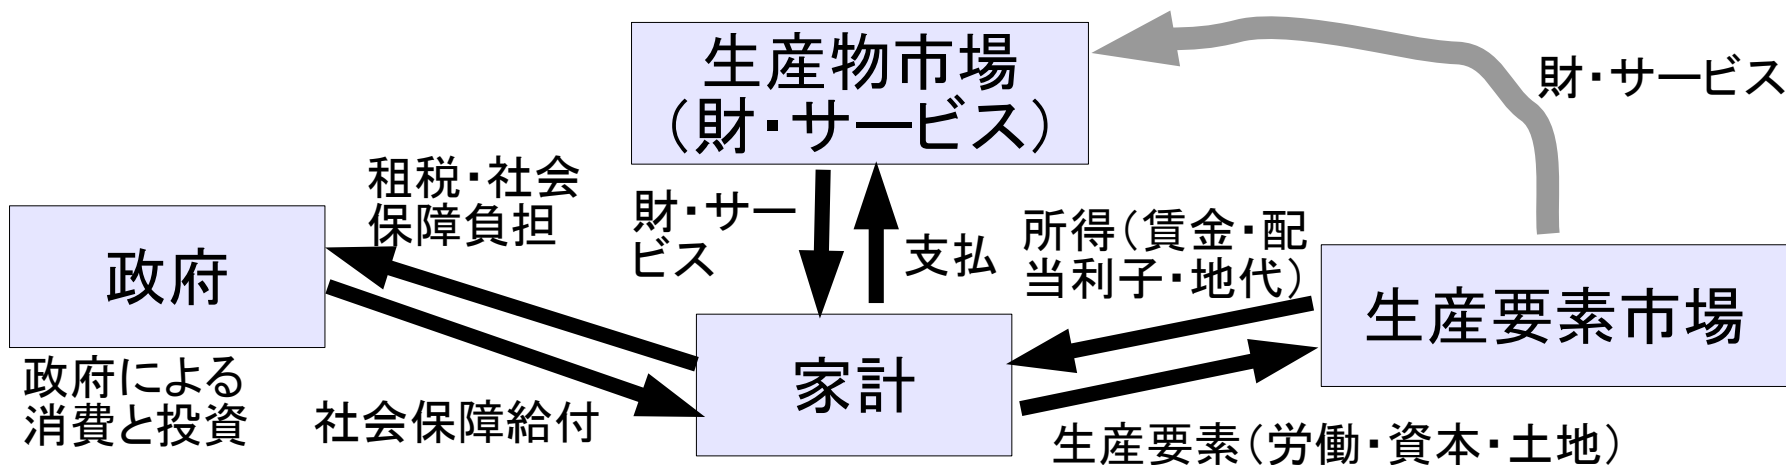 生産物市場
（財・サービス）
財・サービス
租税・社会
保障負担
財・サー
ビス
支払
所得（賃金・配
当利子・地代）
政府
生産要素市場
家計
政府による
消費と投資
社会保障給付
生産要素（労働・資本・土地）